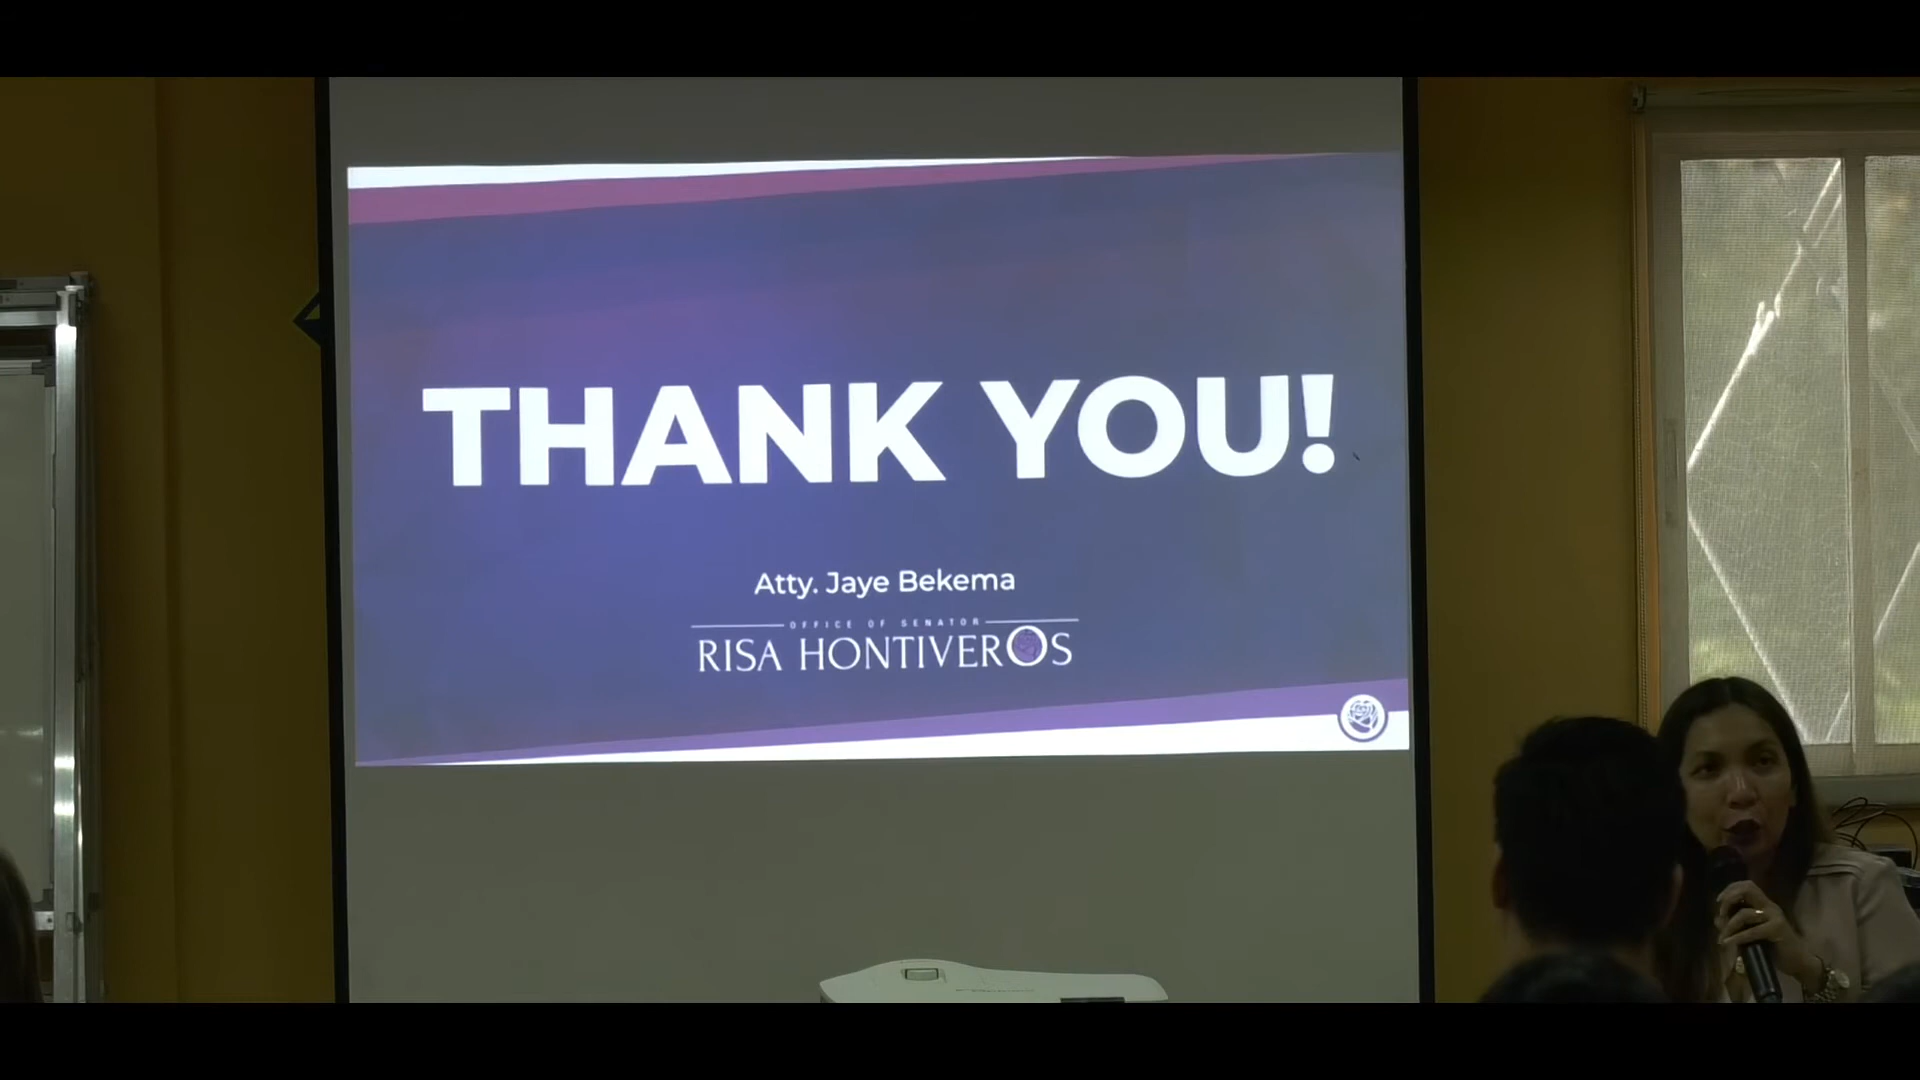 THANK YOU!
Atty. Jaye Bekema
OFFICE OF SENATOR
RISA HONTIVEROS